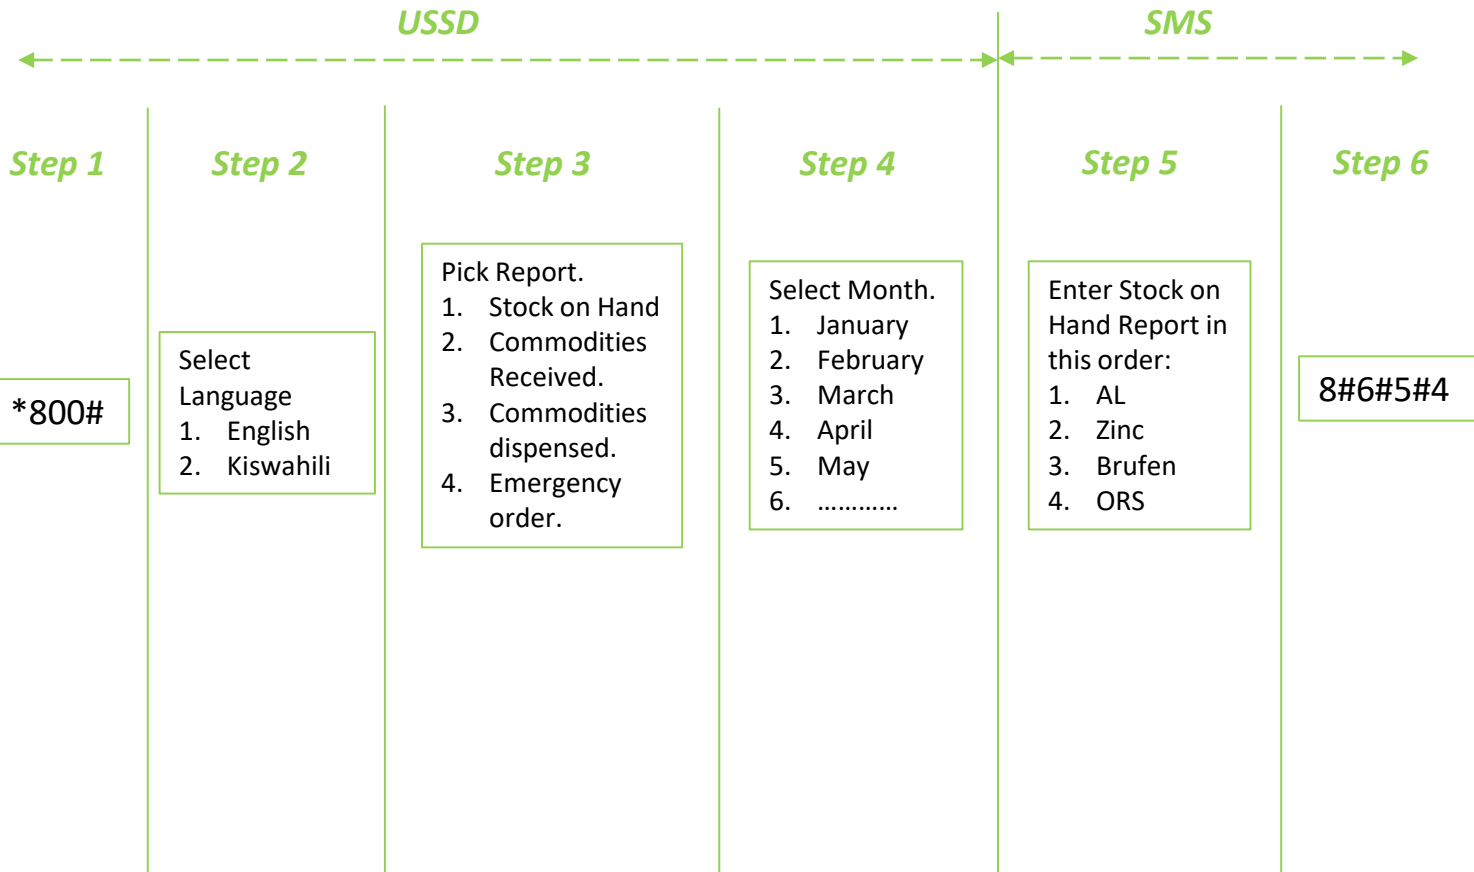 USSD
SMS
Step 1
Step 2
Step 3
Step 4
Step 5
Step 6
*800#
Select
Language
1. English
2. Kiswahili
Pick Report.
1. Stock on Hand
2. Commodities
Received.
3. Commodities
dispensed.
4. Emergency
order.
Select Month.
1. January
2. February
3. March
4. April
5. May
6. …………
Enter Stock on
Hand Report in
this order:
1. AL
2. Zinc
3. Brufen
4. ORS
8#6#5#4